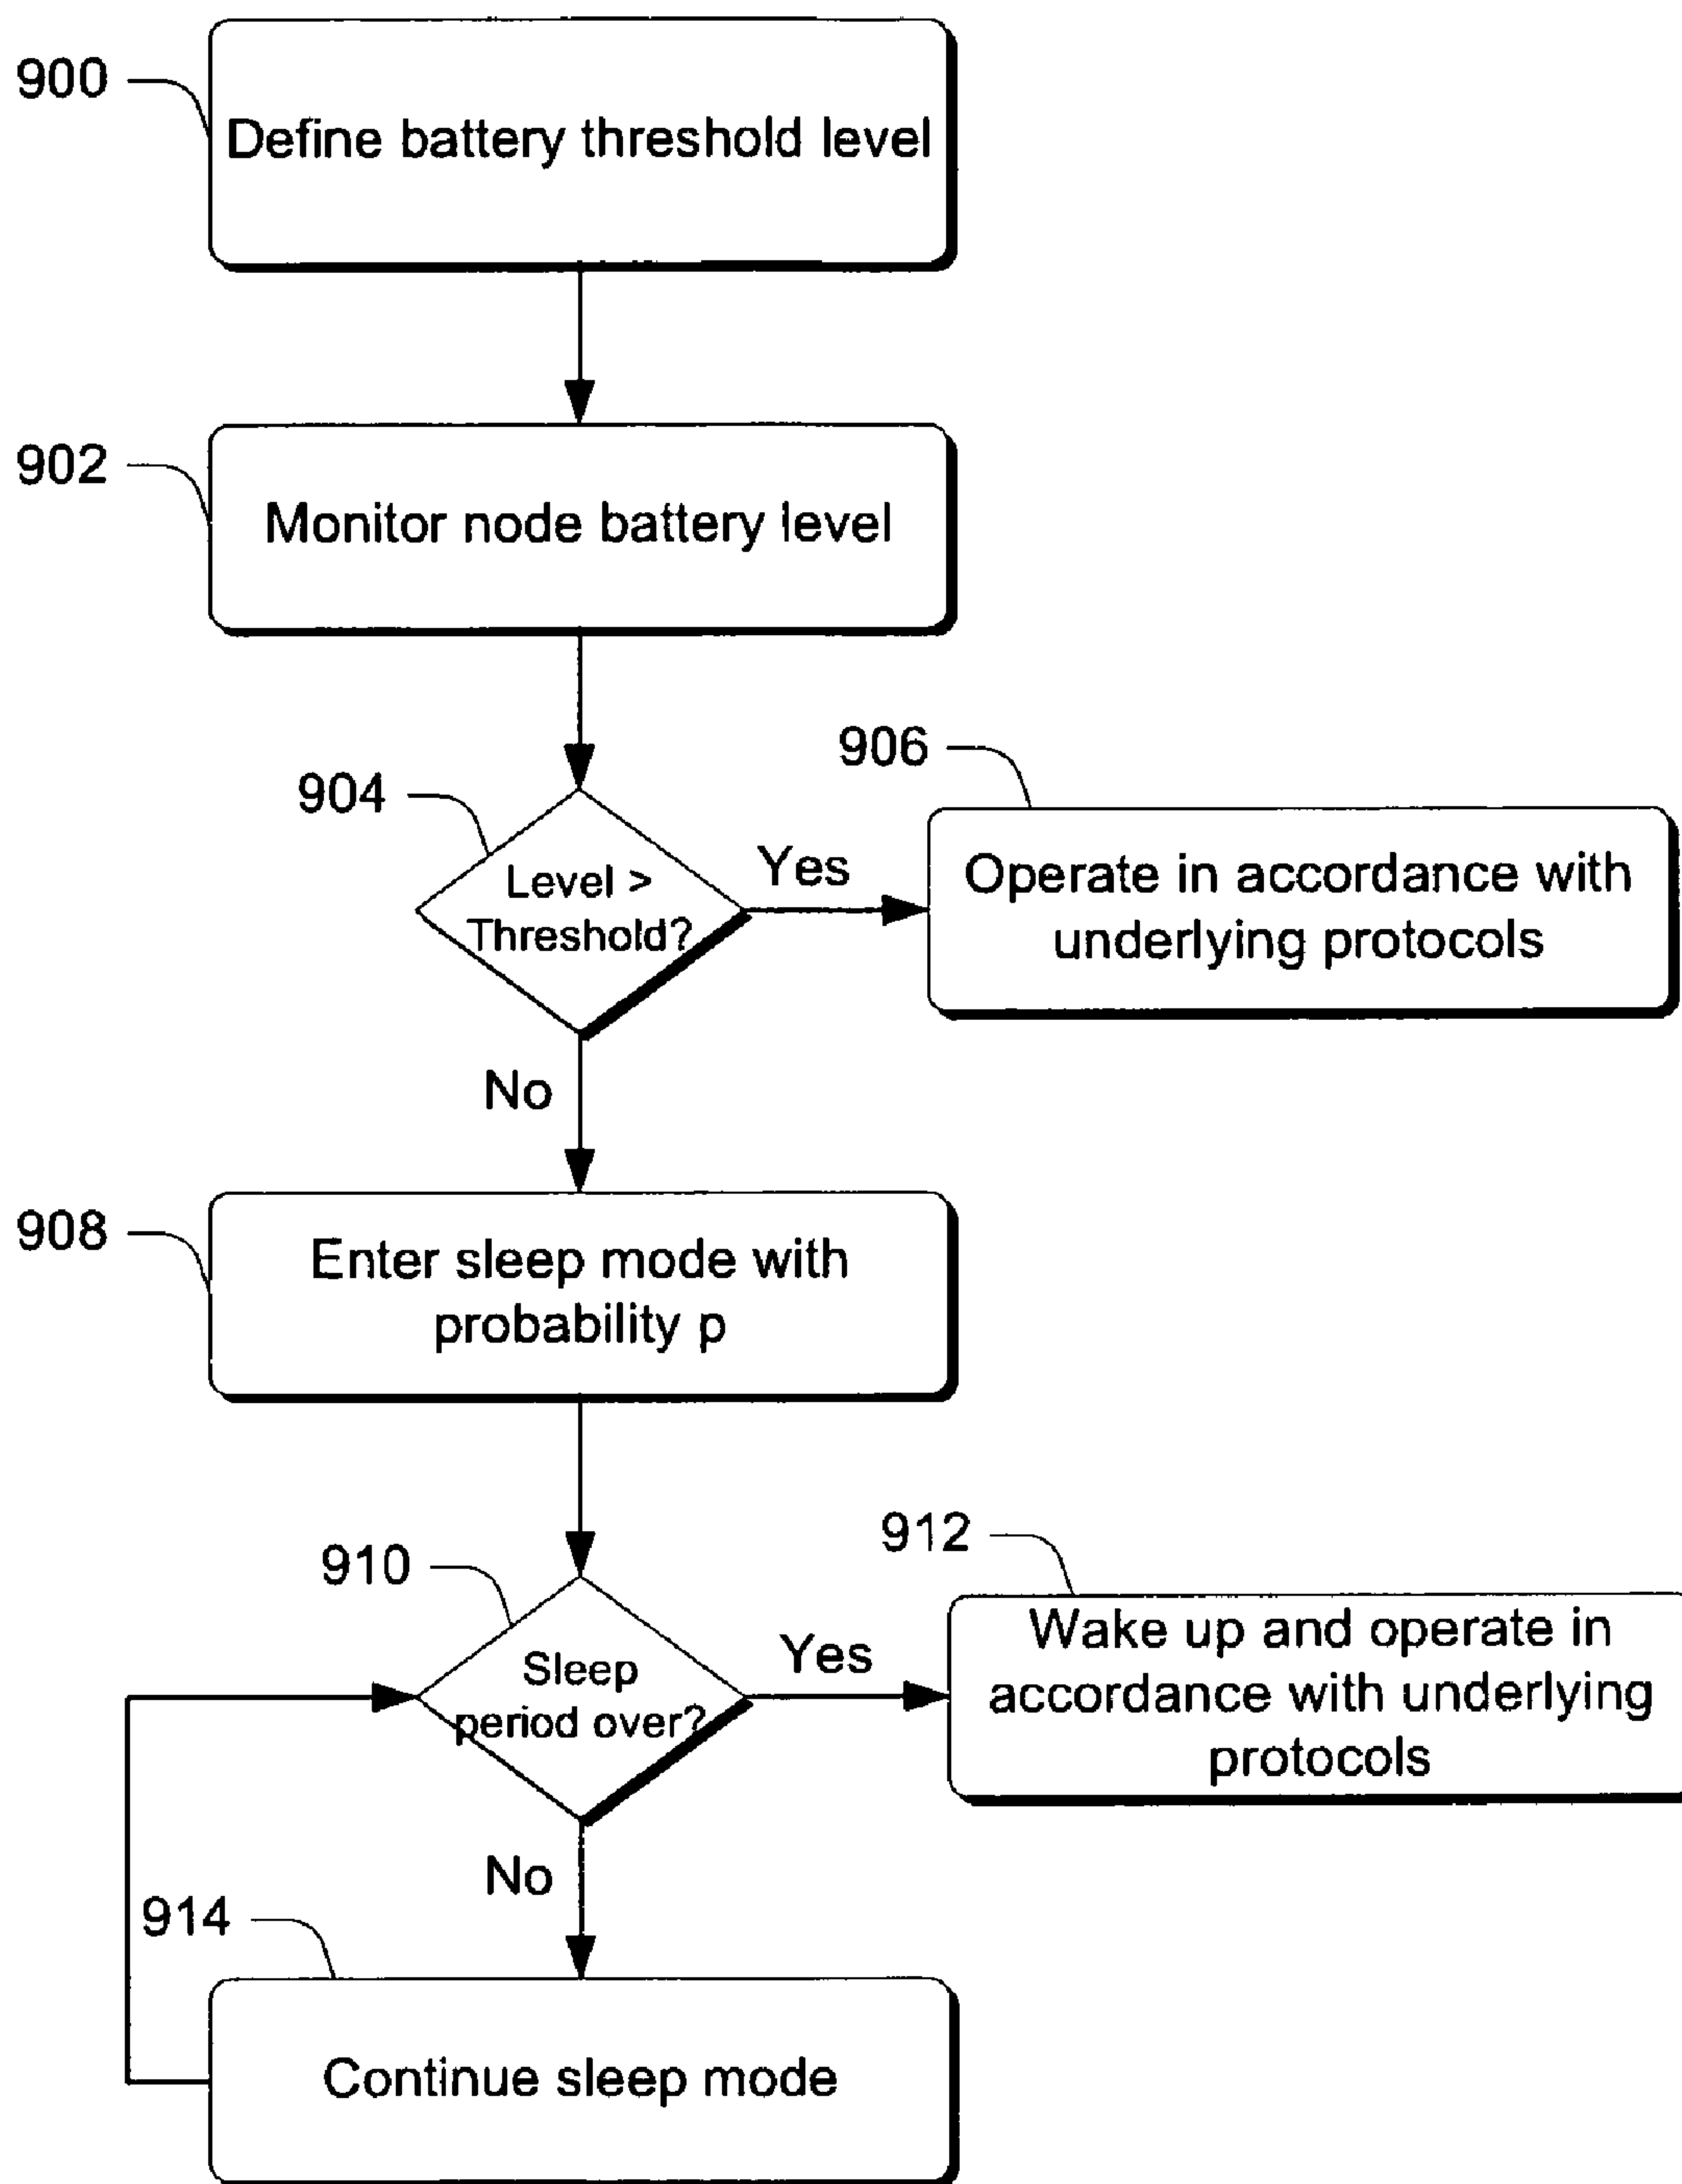 900
Define battery threshold level
902
Monitor node battery level
904
Level >
Threshold?
Yes
906
Operate in accordance with
underlying protocols
No
908
Enter sleep mode with
probability p
910
Sleep
period over?
Yes
912
Wake up and operate in
accordance with underlying
protocols
No
914
Continue sleep mode